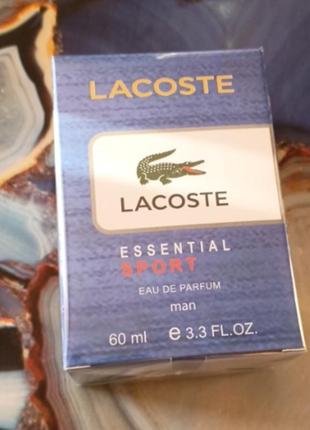 LACOSTE
LACOSTE
ESSENTIAL
SPORT
EAU DE PARFUM
man
60 ml e 3.3 FL.OZ.